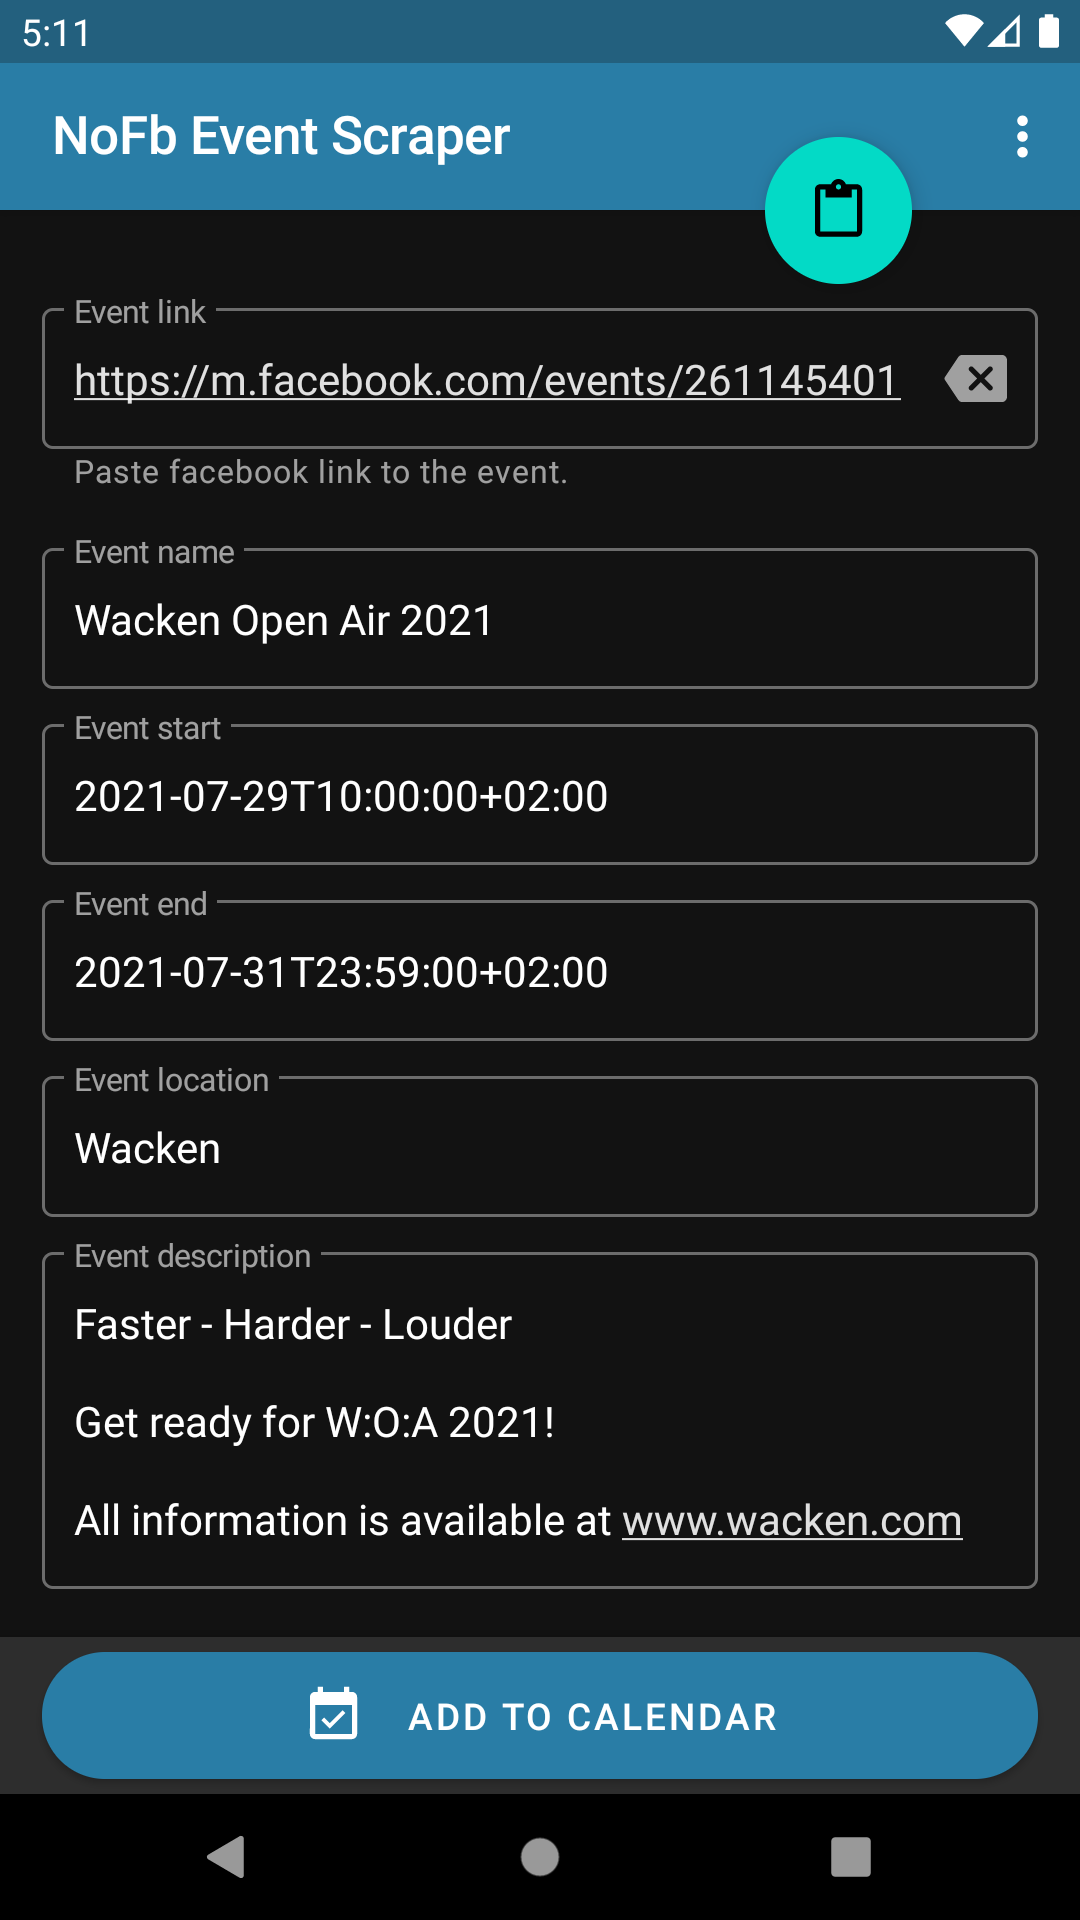 5:11
NoFb Event Scraper
Event link
https://m.facebook.com/events/261145401
Paste facebook link to the event.
Event name
Wacken Open Air 2021
Event start
2021-07-29T10:00:00+02:00
Event end
2021-07-31T23:59:00+02:00
Event location
Wacken
Event description
Faster - Harder - Louder
Get ready for W:O:A 2021!
All information is available at www.wacken.com
ADD TO CALENDAR